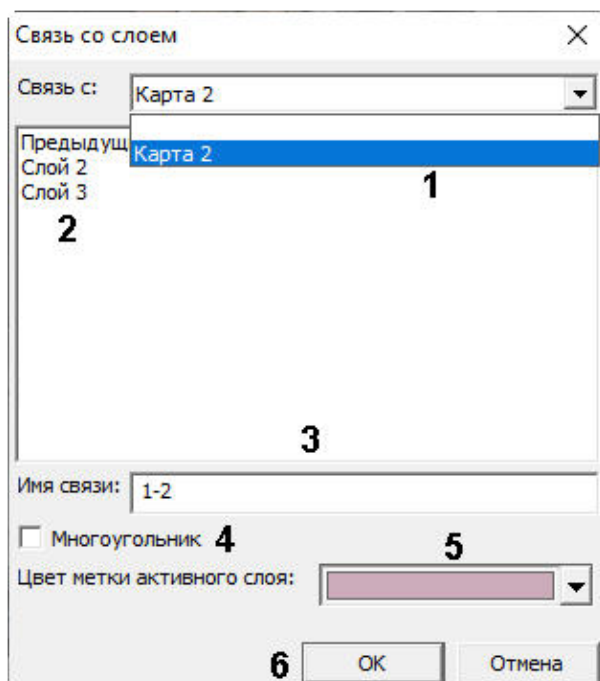 Связь со слоем
Связь с: Карта 2
Предыдущ
Карта 2
Слой 2
1
Слой 3
2
3
Имя связи: 1-2
Многоугольник 4
5
Цвет метки активного слоя:
6 ОК Отмена